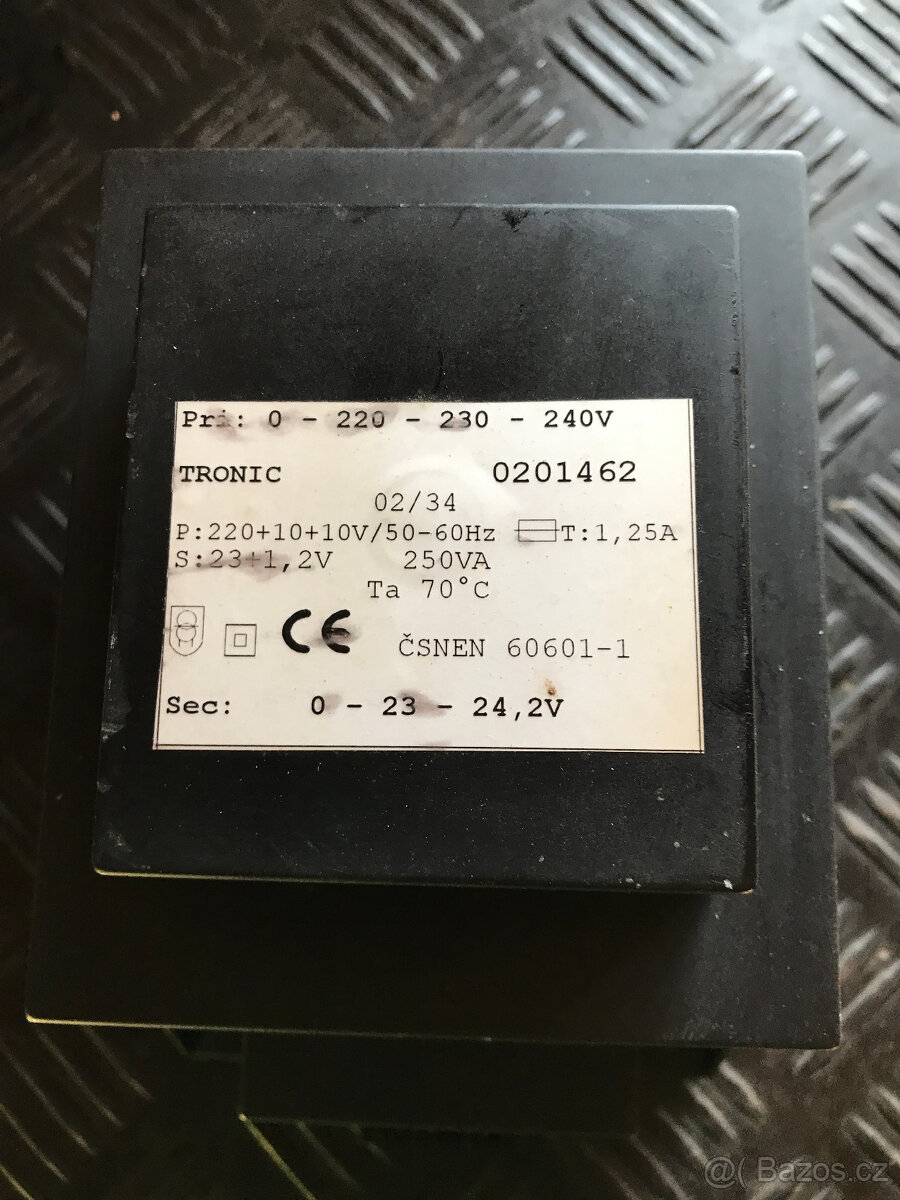 Pri: 0 - 220 - 230 - 240V
TRONIC 0201462
02/34
P:220+10+10V/50-60Hz T:1,25A
S:23+1,2V 250VA
Ta 70°C
CE ČSNEN 60601-1
Sec: 0 - 23 - 24,2V
@( Bazos.cz